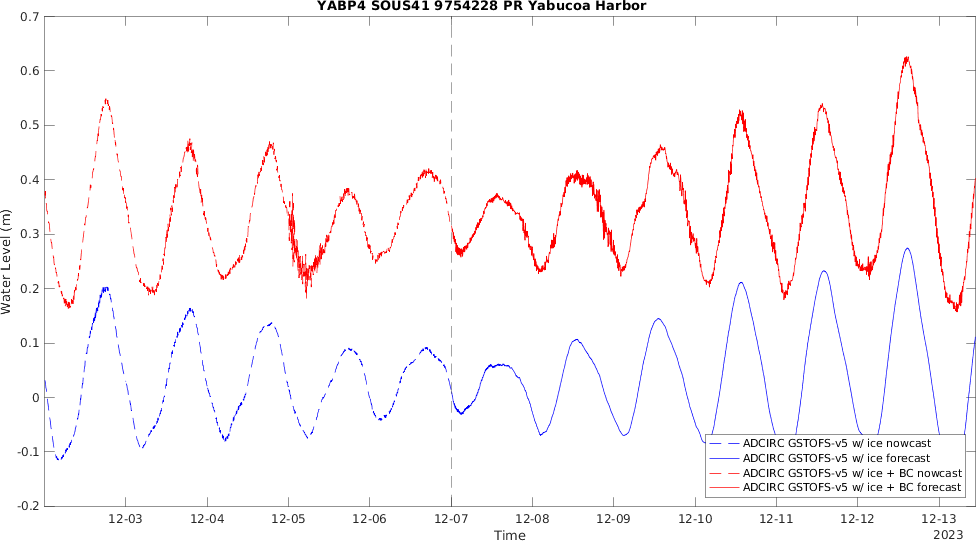 YABP4 SOUS41 9754228 PR Yabucoa Harbor
0.7
0.6
0.5
0.4
0.3
0.2
0.1
0
-0.1
-0.2
Water Level (m)
ADCIRC GSTOFS-v5 w/ ice nowcast
ADCIRC GSTOFS-v5 w/ ice forecast
ADCIRC GSTOFS-v5 w/ ice + BC nowcast
ADCIRC GSTOFS-v5 w/ ice + BC forecast
12-03 12-04 12-05 12-06 12-07 12-08 12-09 12-10 12-11 12-12 12-13
Time
2023